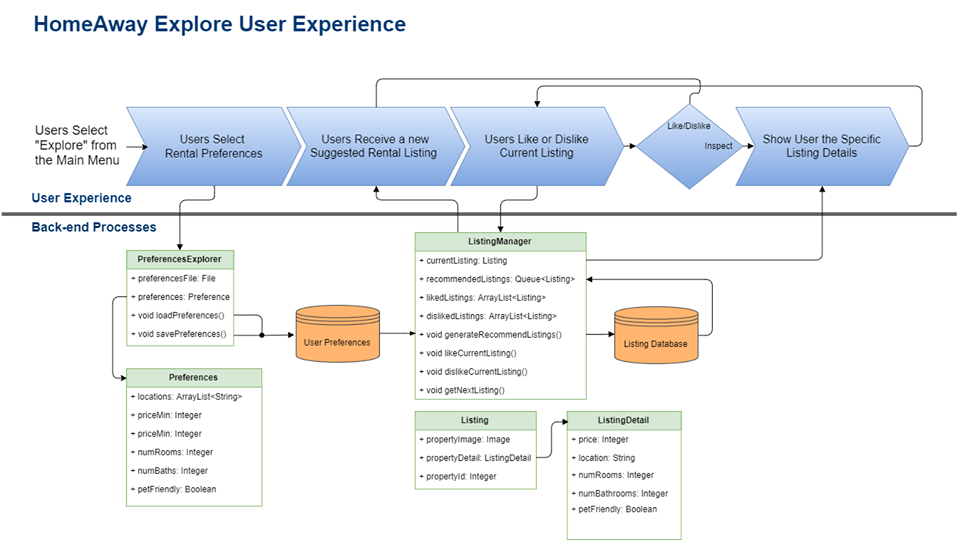 HomeAway Explore User Experience
Users Select
"Explore" from
the Main Menu
Users Select
Rental Preferences
Users Receive a new
Suggested Rental Listing
Users Like or Dislike
Current Listing
Like/Dislike
Inspect
Show User the Specific
Listing Details
User Experience
Back-end Processes
PreferencesExplorer
+ preferencesFile: File
+ preferences: Preference
+ void loadPreferences()
+ void savePreferences()
User Preferences
ListingManager
+ currentListing: Listing
+ recommendedListings: Queue<Listing>
+ likedListings: ArrayList<Listing>
+ dislikedListings: ArrayList<Listing>
+ void generateRecommendListings()
+ void likeCurrentListing()
+ void dislikeCurrentListing()
+ void getNextListing()
Listing Database
Preferences
+ locations: ArrayList<String>
+ priceMin: Integer
+ priceMin: Integer
+ numRooms: Integer
+ numBaths: Integer
+ petFriendly: Boolean
Listing
+ propertyImage: Image
+ propertyDetail: ListingDetail
+ propertyId: Integer
ListingDetail
+ price: Integer
+ location: String
+ numRooms: Integer
+ numBathrooms: Integer
+ petFriendly: Boolean